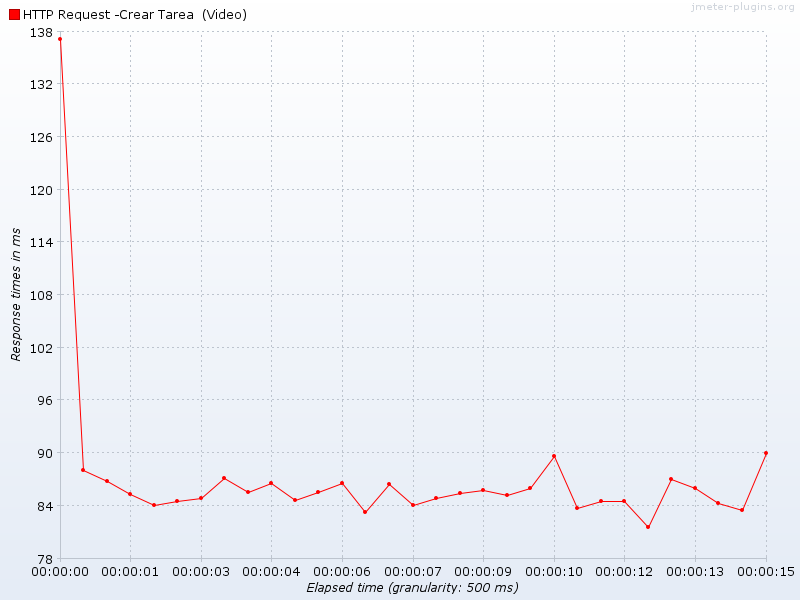 jmeter-plugins.org
HTTP Request -Crear Tarea  (Video)
138
132
126
120
114
108
102
96
90
84
78
Response times in ms
00:00:00 00:00:01 00:00:03 00:00:04 00:00:06 00:00:07 00:00:09 00:00:10 00:00:12 00:00:13 00:00:15
Elapsed time (granularity: 500 ms)